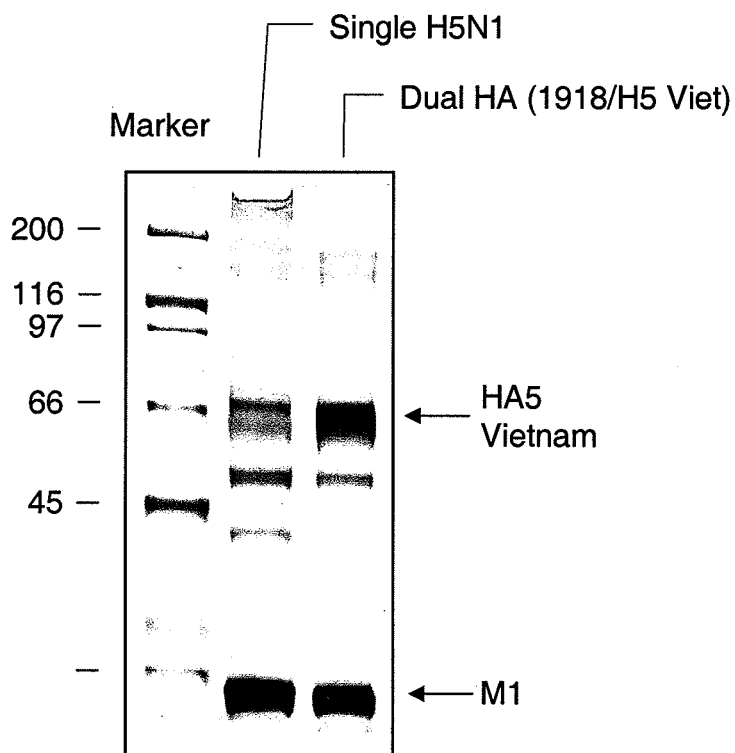 Single H5N1
Dual HA (1918/H5 Viet)
Marker
200 –
116 –
97 –
66 –
45 –
–
HA5
Vietnam
M1